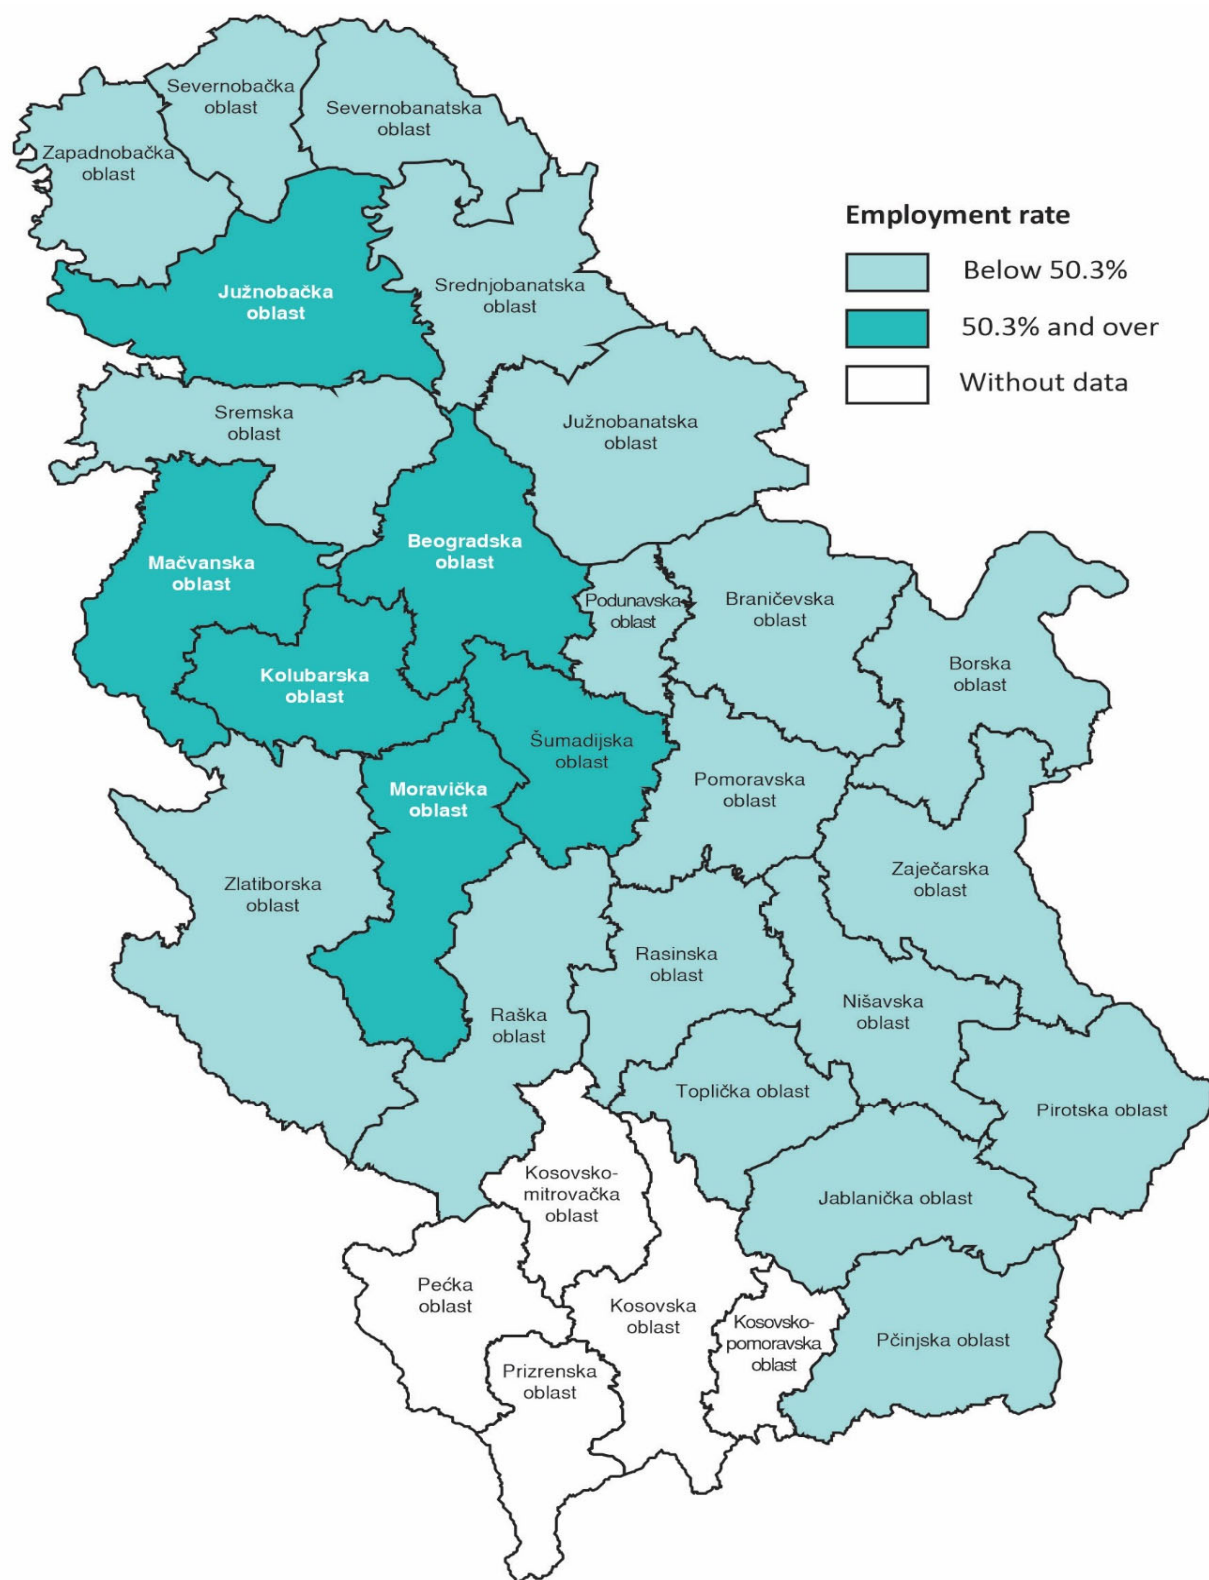 Severnobačka
oblast
Severnobanatska
oblast
Zapadnobačka
oblast
Employment rate
Below 50.3%
50.3% and over
Without data
Južnobačka
oblast
Srednjobanatska
oblast
Sremska
oblast
Južnobanatska
oblast
Mačvanska
oblast
Beogradska
oblast
Podunavska
oblast
Braničevska
oblast
Borska
oblast
Kolubarska
oblast
Šumadijska
oblast
Moravička
oblast
Pomoravska
oblast
Zlatiborska
oblast
Zaječarska
oblast
Rasinska
oblast
Raška
oblast
Nišavska
oblast
Toplička oblast
Pirotska oblast
Kosovsko-
mitrovačka
oblast
Jablanička oblast
Pećka
oblast
Kosovska
oblast
Kosovsko-
pomoravska
oblast
Pčinjska oblast
Prizrenska
oblast